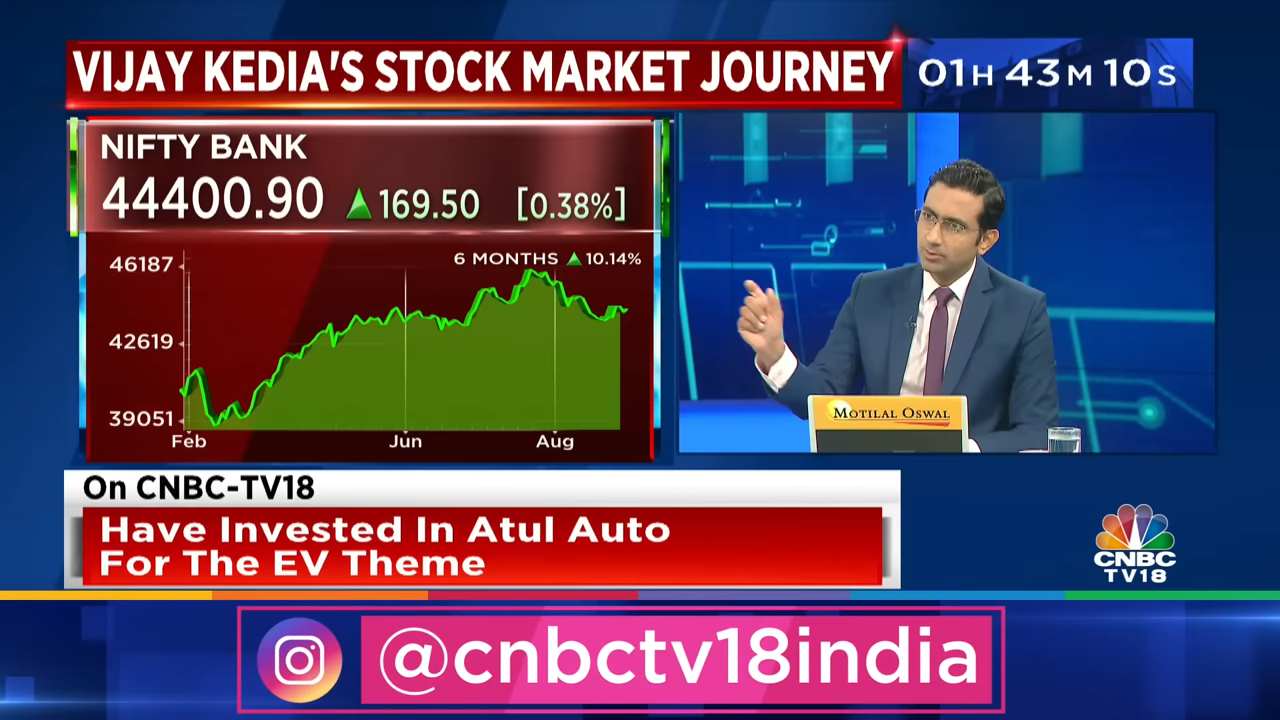 VIJAY KEDIA'S STOCK MARKET JOURNEY
01H 43M 10S
NIFTY BANK
44400.90 ▲ 169.50 [0.38%]
6 MONTHS ▲ 10.14%
46187
42619
39051
Feb Jun Aug
MOTILAL OSWAL
On CNBC-TV18
Have Invested In Atul Auto
For The EV Theme
CNBC
TV18
@cnbctv18india